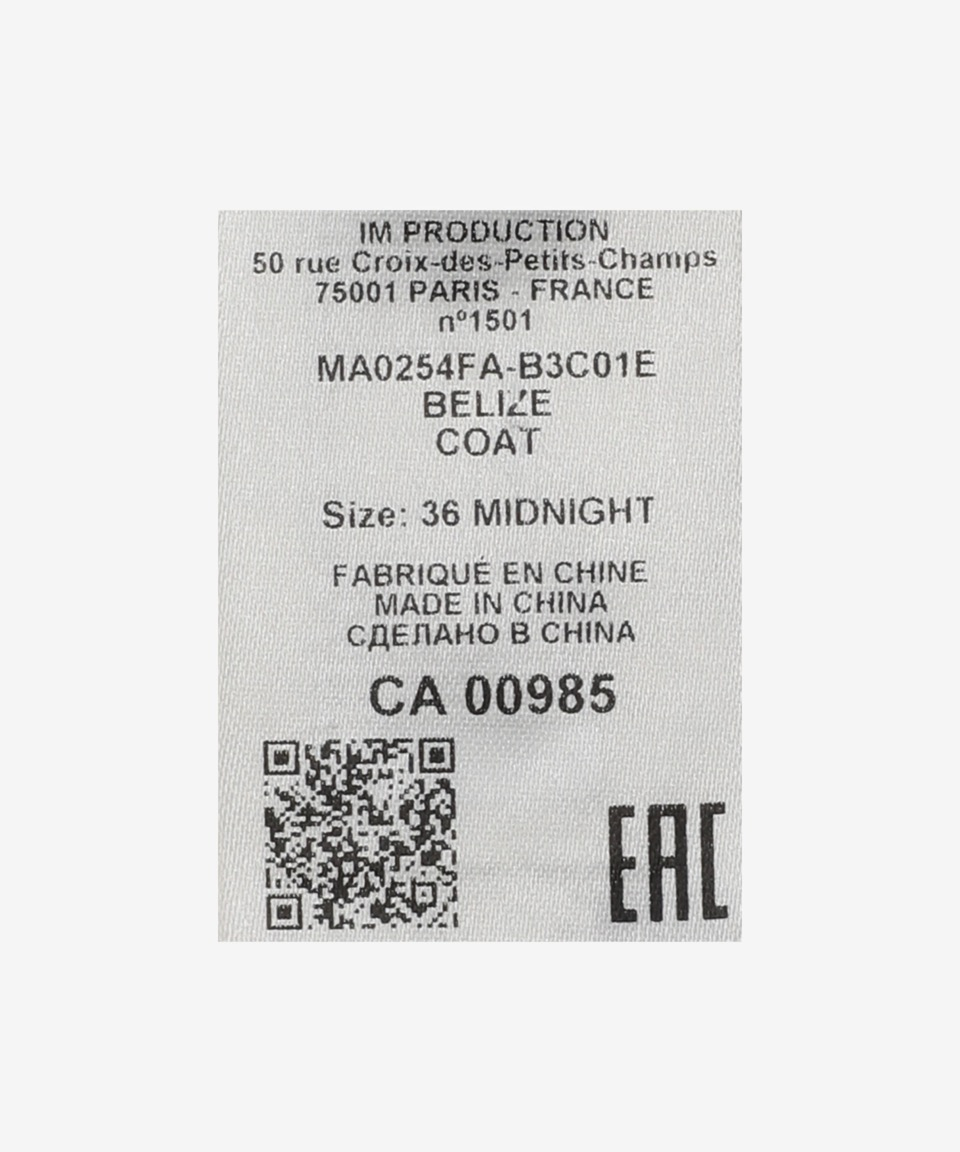 IM PRODUCTION
50 rue Croix-des-Petits-Champs
75001 PARIS - FRANCE
nº1501
MA0254FA-B3C01E
BELIZE
COAT
Size: 36 MIDNIGHT
FABRIQUÉ EN CHINE
MADE IN CHINA
СДЕЛАНО В CHINA
CA 00985
EAC